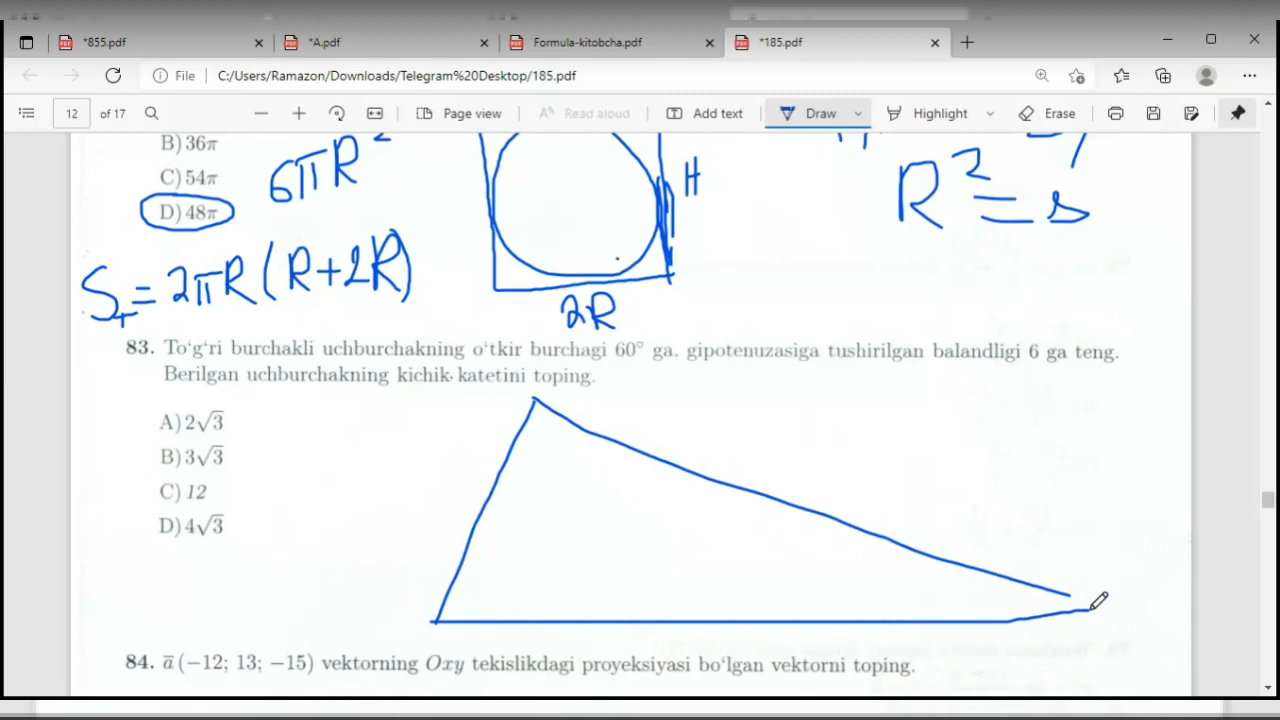 *855.pdf
*A.pdf
Formula-kitobcha.pdf
*185.pdf
File
C:/Users/Ramazon/Downloads/Telegram%20Desktop/185.pdf
12 of 17
Page view
Read aloud
Add text
Draw
Highlight
Erase
B) 36π
C) 54π
D) 48π
6πR²
H
R² = s
S_T = 2πR(R+2R)
2R
83. To‘g‘ri burchakli uchburchakning o‘tkir burchagi 60° ga, gipotenuzasiga tushirilgan balandligi 6 ga teng.
Berilgan uchburchakning kichik katetini toping.
A) 2√3
B) 3√3
C) 12
D) 4√3
84. a̅ (−12; 13; −15) vektorning Oxy tekislikdagi proyeksiyasi bo‘lgan vektorni toping.